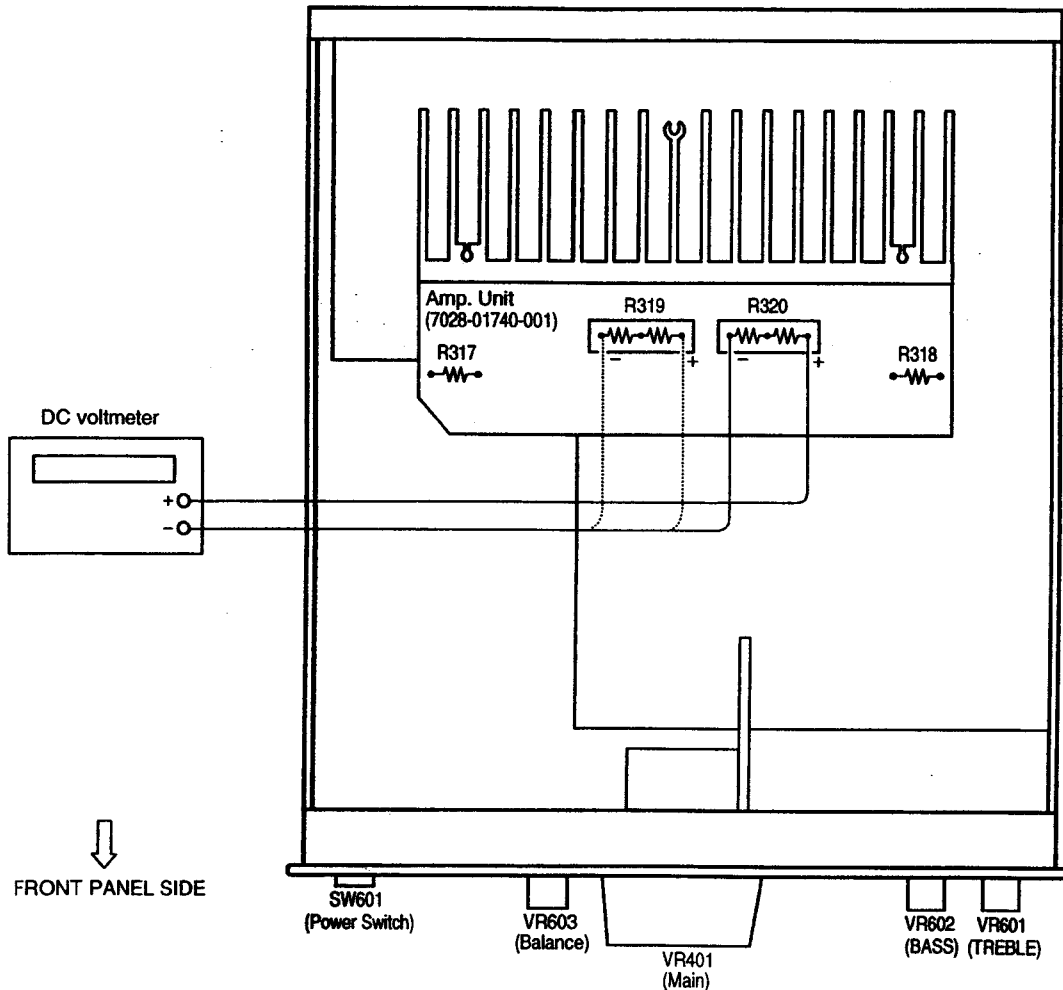 Amp. Unit
(7028-01740-001)
R319
R320
R317
R318
- +
- +
DC voltmeter
+
-
FRONT PANEL SIDE
SW601
(Power Switch)
VR603
(Balance)
VR401
(Main)
VR602
(BASS)
VR601
(TREBLE)